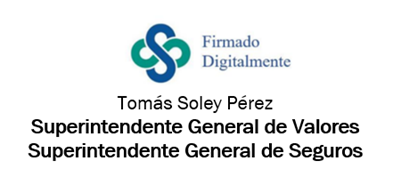 Firmado
Digitalmente
Tomás Soley Pérez
Superintendente General de Valores
Superintendente General de Seguros